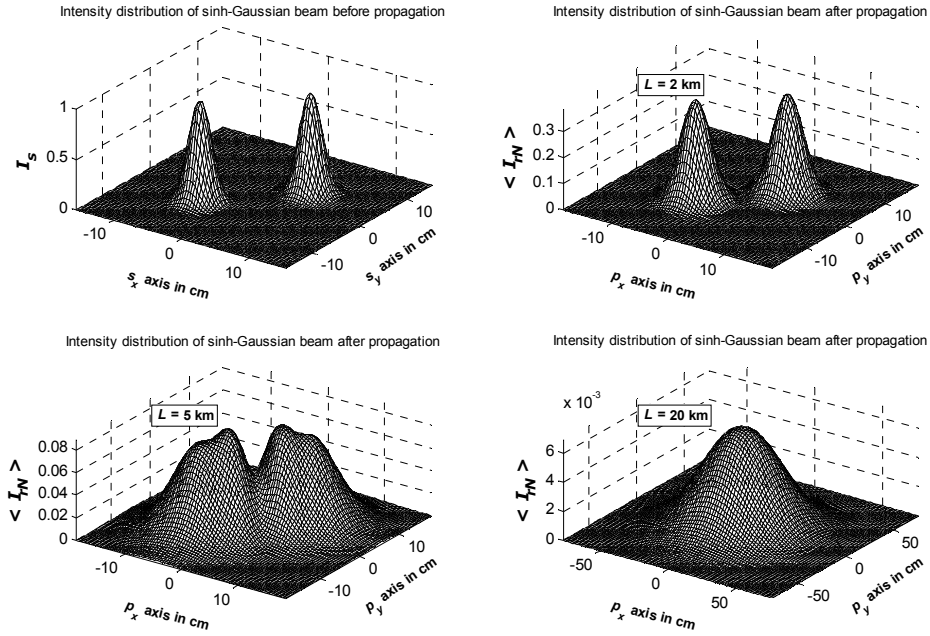 Intensity distribution of sinh-Gaussian beam before propagation
1
0.5
0
I_s
-10
0
10
s_x axis in cm
-10
0
10
s_y axis in cm
Intensity distribution of sinh-Gaussian beam after propagation
L = 2 km
0.3
0.2
0.1
0
< I_rN >
-10
0
10
p_x axis in cm
-10
0
10
p_y axis in cm
Intensity distribution of sinh-Gaussian beam after propagation
L = 5 km
0.08
0.06
0.04
0.02
0
< I_rN >
-10
0
10
p_x axis in cm
-10
0
10
p_y axis in cm
Intensity distribution of sinh-Gaussian beam after propagation
x 10^-3
L = 20 km
6
4
2
0
< I_rN >
-50
0
50
p_x axis in cm
-50
0
50
p_y axis in cm